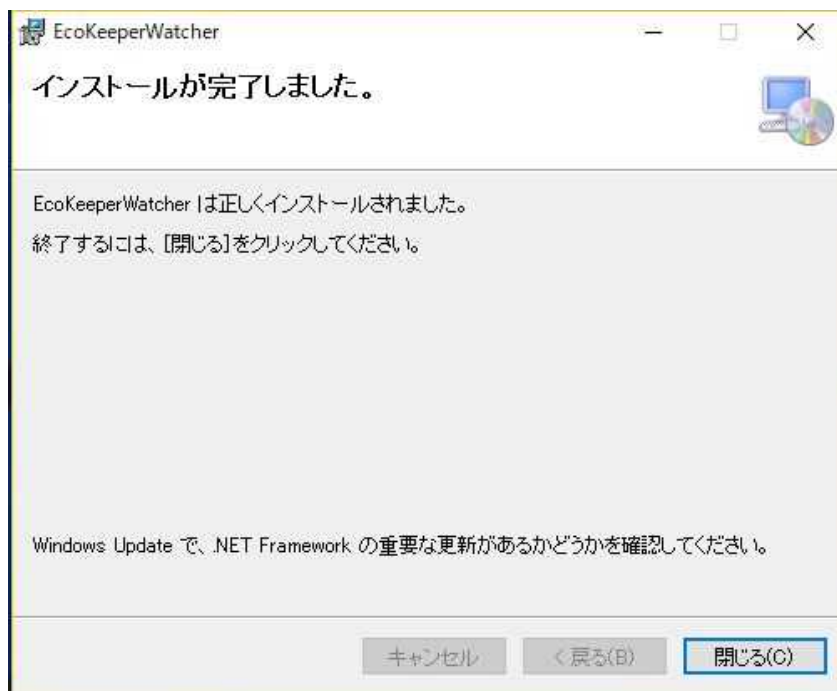 EcoKeeperWatcher
インストールが完了しました。
EcoKeeperWatcher は正しくインストールされました。
終了するには、[閉じる]をクリックしてください。
Windows Update で、.NET Framework の重要な更新があるかどうかを確認してください。
キャンセル
< 戻る(B)
閉じる(C)